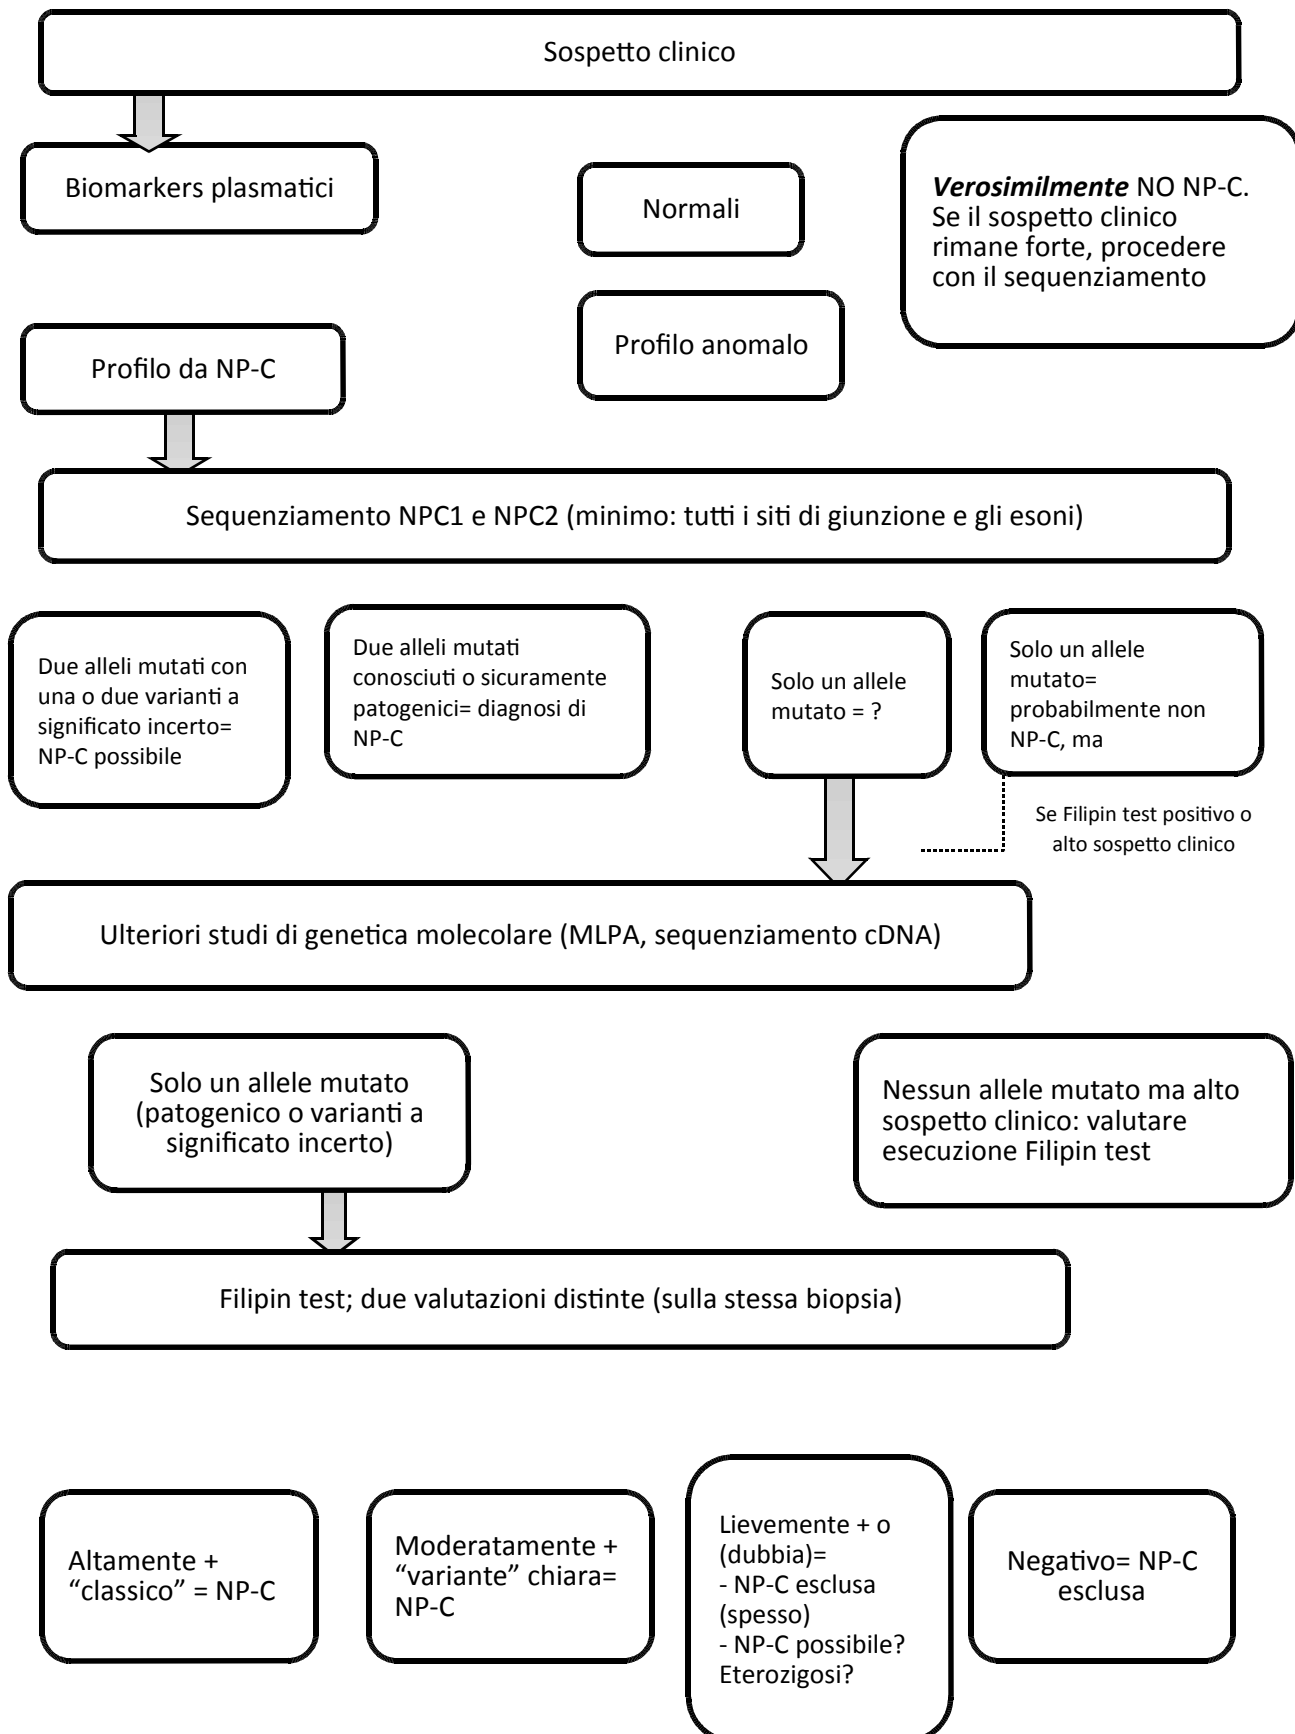 Sospetto clinico
Biomarkers plasmatici
Normali
Verosimilmente NO NP-C.
Se il sospetto clinico
rimane forte, procedere
con il sequenziamento
Profilo da NP-C
Profilo anomalo
Sequenziamento NPC1 e NPC2 (minimo: tutti i siti di giunzione e gli esoni)
Due alleli mutati con
una o due varianti a
significato incerto=
NP-C possibile
Due alleli mutati
conosciuti o sicuramente
patogenici= diagnosi di
NP-C
Solo un allele
mutato = ?
Solo un allele
mutato=
probabilmente non
NP-C, ma
Se Filipin test positivo o
alto sospetto clinico
Ulteriori studi di genetica molecolare (MLPA, sequenziamento cDNA)
Solo un allele mutato
(patogenico o varianti a
significato incerto)
Nessun allele mutato ma alto
sospetto clinico: valutare
esecuzione Filipin test
Filipin test; due valutazioni distinte (sulla stessa biopsia)
Altamente +
“classico” = NP-C
Moderatamente +
“variante” chiara=
NP-C
Lievemente + o
(dubbia)=
- NP-C esclusa
(spesso)
- NP-C possibile?
Eterozigosi?
Negativo= NP-C
esclusa